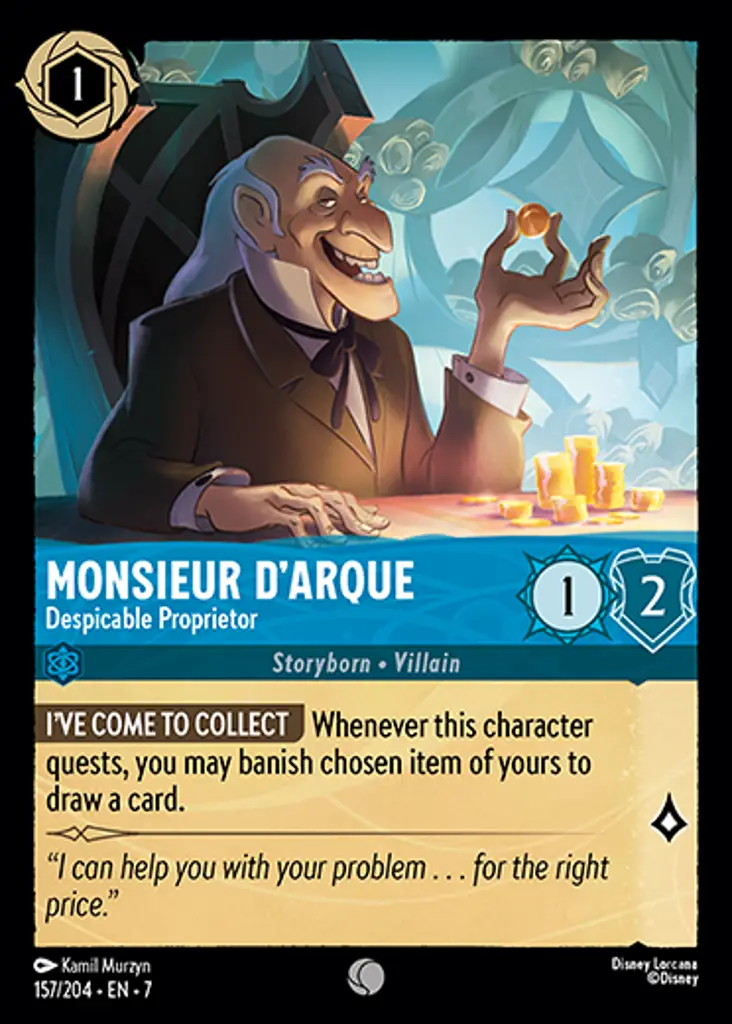 1
MONSIEUR D'ARQUE
Despicable Proprietor
1
2
Storyborn • Villain
I'VE COME TO COLLECT Whenever this character
quests, you may banish chosen item of yours to
draw a card.
“I can help you with your problem . . . for the right
price.”
Kamil Murzyn
157/204 • EN • 7
Disney Lorcana
©Disney